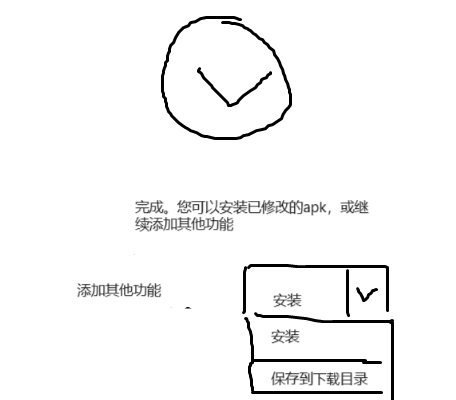 完成。您可以安装已修改的apk，或继
续添加其他功能
添加其他功能
安装
安装
保存到下载目录